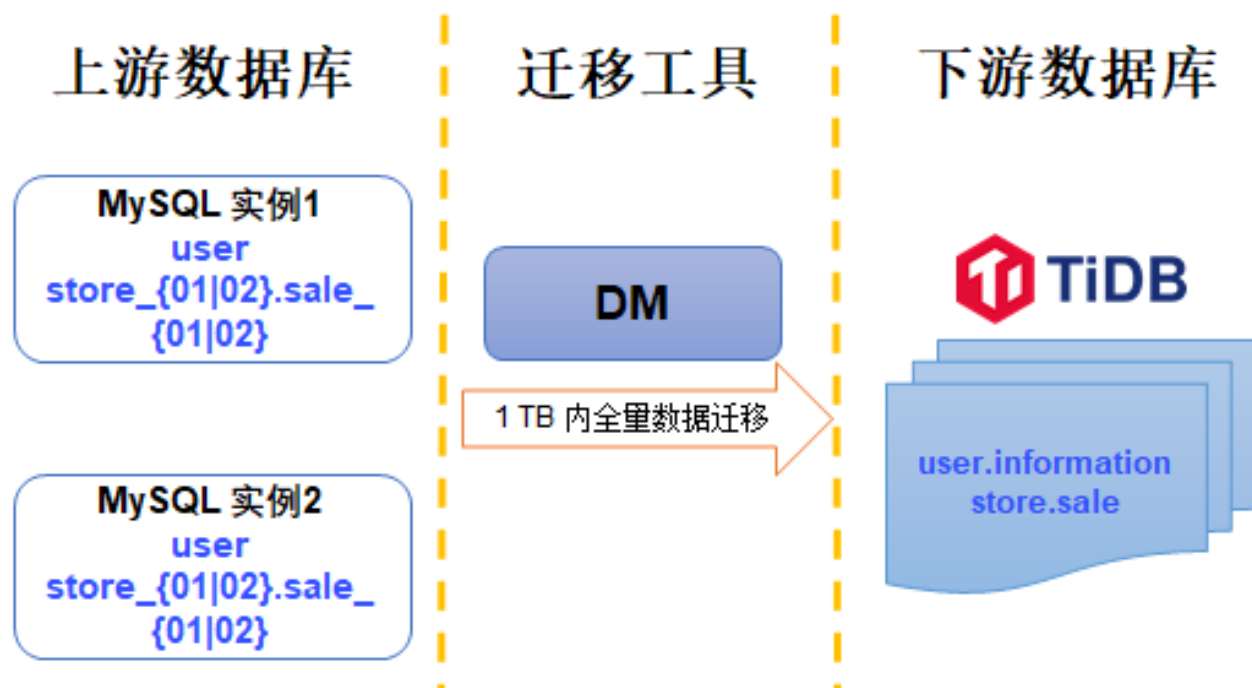 上游数据库
迁移工具
下游数据库
MySQL 实例1
user
store_{01|02}.sale_
{01|02}
DM
1 TB 内全量数据迁移
TiDB
user.information
store.sale
MySQL 实例2
user
store_{01|02}.sale_
{01|02}